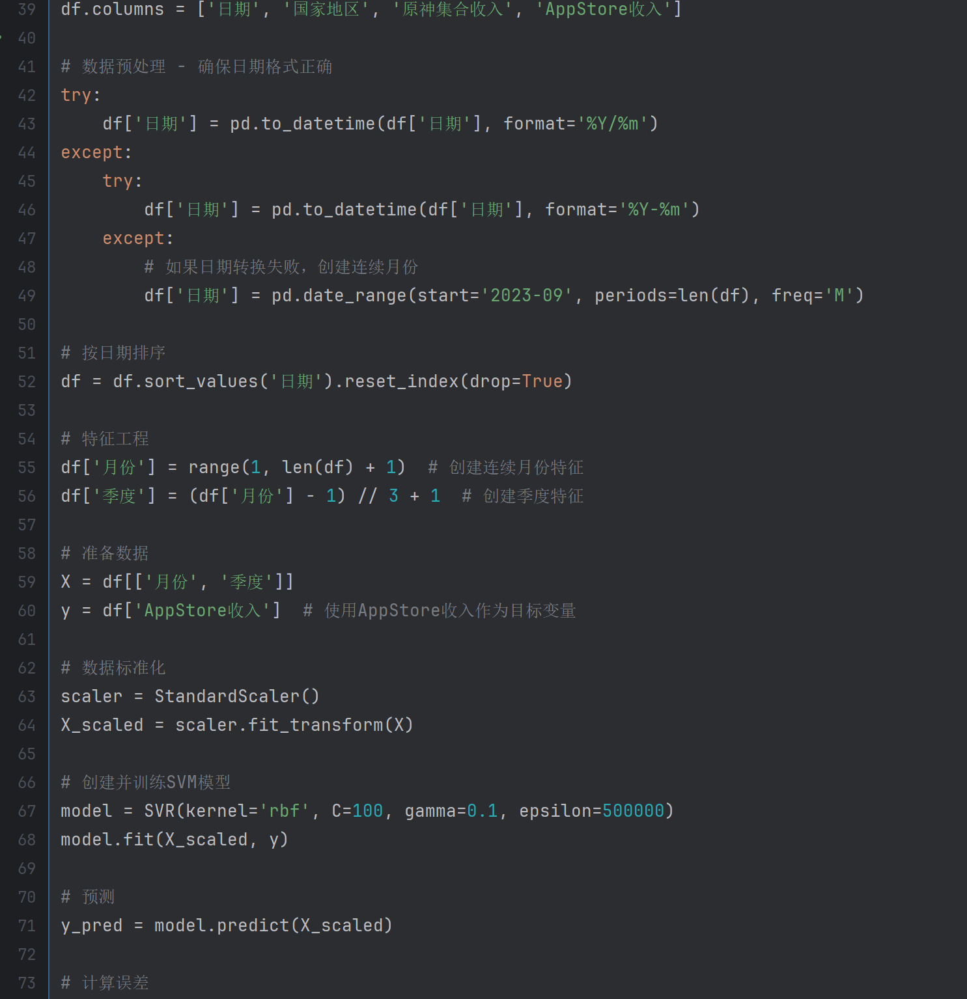 39 df.columns = ['日期', '国家地区', '原神集合收入', 'AppStore收入']
40
41 # 数据预处理 - 确保日期格式正确
42 try:
43     df['日期'] = pd.to_datetime(df['日期'], format='%Y/%m')
44 except:
45     try:
46         df['日期'] = pd.to_datetime(df['日期'], format='%Y-%m')
47     except:
48         # 如果日期转换失败，创建连续月份
49         df['日期'] = pd.date_range(start='2023-09', periods=len(df), freq='M')
50
51 # 按日期排序
52 df = df.sort_values('日期').reset_index(drop=True)
53
54 # 特征工程
55 df['月份'] = range(1, len(df) + 1)  # 创建连续月份特征
56 df['季度'] = (df['月份'] - 1) // 3 + 1  # 创建季度特征
57
58 # 准备数据
59 X = df[['月份', '季度']]
60 y = df['AppStore收入']  # 使用AppStore收入作为目标变量
61
62 # 数据标准化
63 scaler = StandardScaler()
64 X_scaled = scaler.fit_transform(X)
65
66 # 创建并训练SVM模型
67 model = SVR(kernel='rbf', C=100, gamma=0.1, epsilon=500000)
68 model.fit(X_scaled, y)
69
70 # 预测
71 y_pred = model.predict(X_scaled)
72
73 # 计算误差